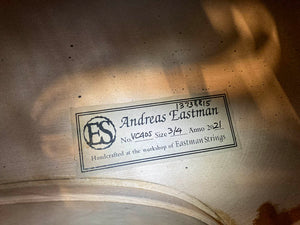 ES
Andreas Eastman
No. VC405 Size 3/4 Anno 2021
Handcrafted at the workshop of Eastman Strings